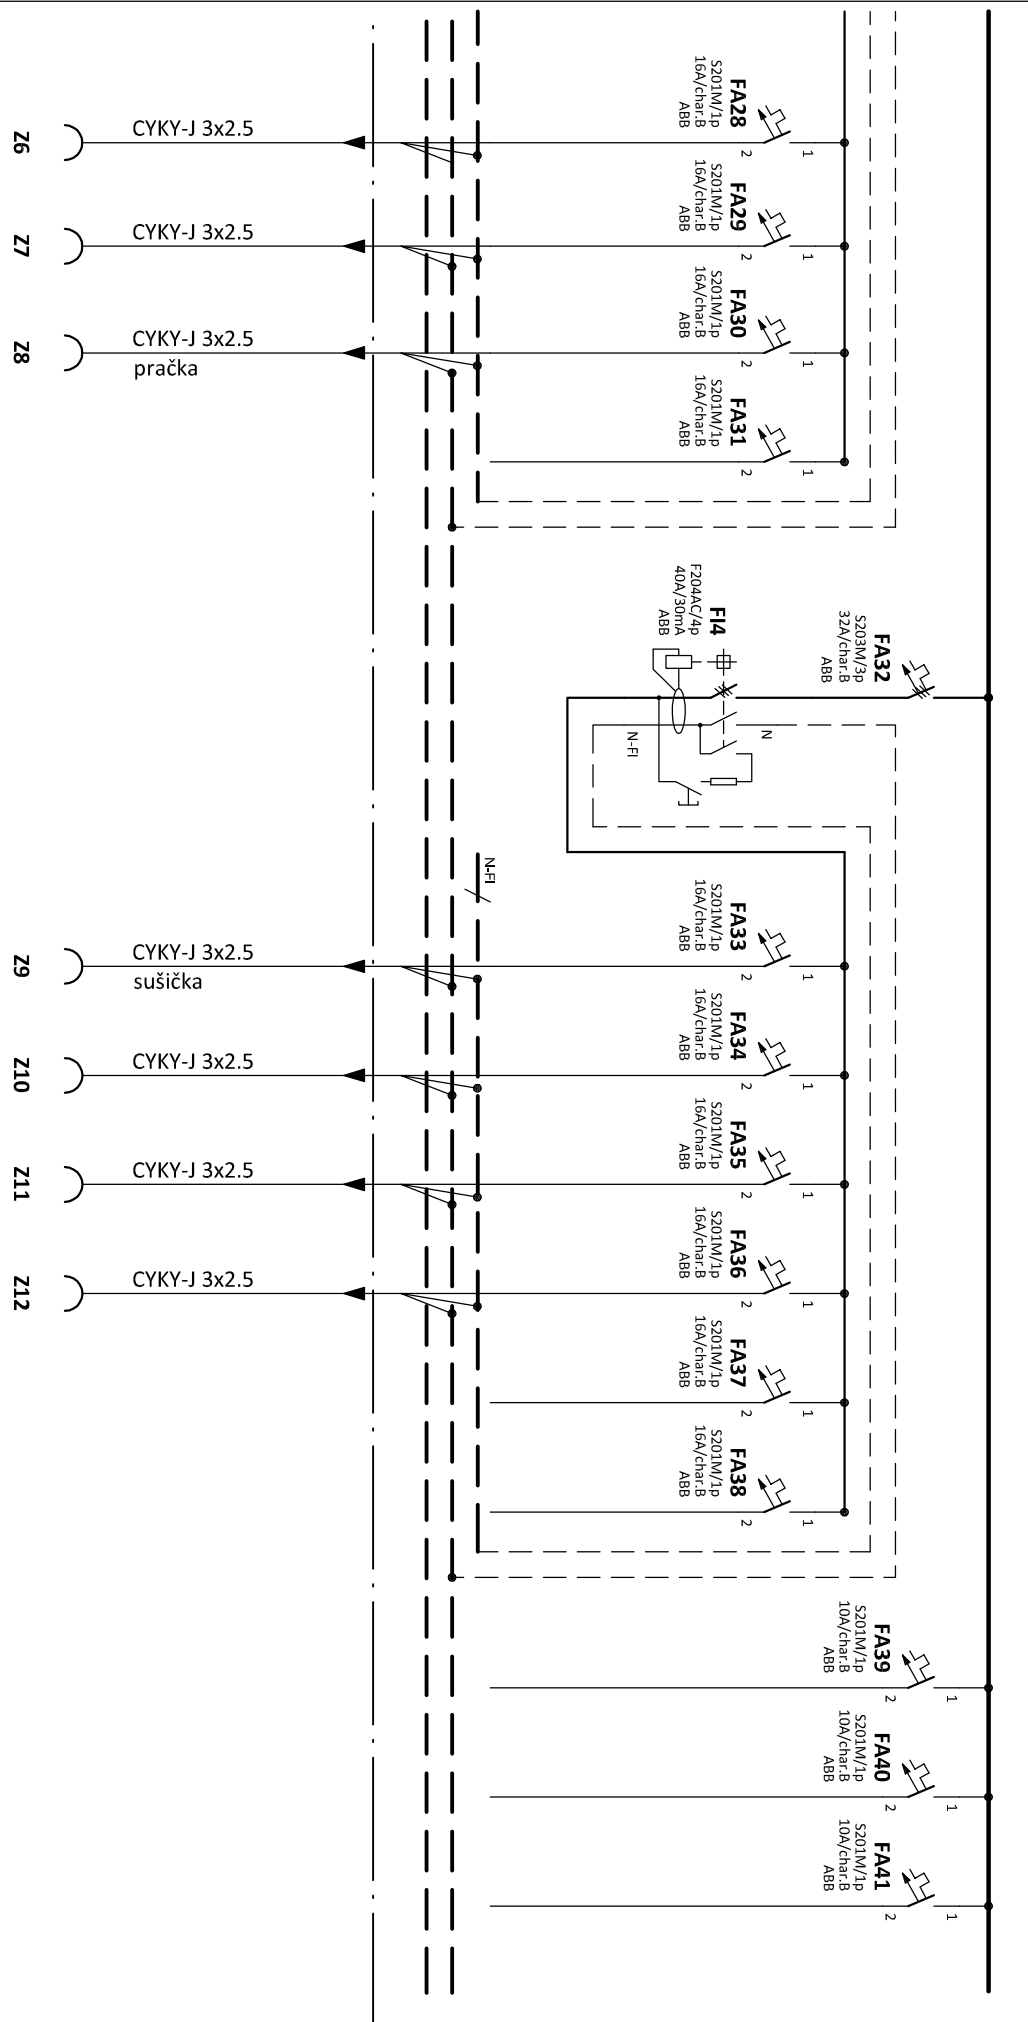 FA28
S201M/1p
16A/char.B
ABB
1
2
CYKY-J 3x2.5
Z6
FA29
S201M/1p
16A/char.B
ABB
1
2
CYKY-J 3x2.5
Z7
FA30
S201M/1p
16A/char.B
ABB
1
2
CYKY-J 3x2.5
pračka
Z8
FA31
S201M/1p
16A/char.B
ABB
1
2
FA32
S203M/3p
32A/char.B
ABB
FI4
F204AC/4p
40A/30mA
ABB
N
N-FI
N-FI
FA33
S201M/1p
16A/char.B
ABB
1
2
CYKY-J 3x2.5
sušička
Z9
FA34
S201M/1p
16A/char.B
ABB
1
2
CYKY-J 3x2.5
Z10
FA35
S201M/1p
16A/char.B
ABB
1
2
CYKY-J 3x2.5
Z11
FA36
S201M/1p
16A/char.B
ABB
1
2
CYKY-J 3x2.5
Z12
FA37
S201M/1p
16A/char.B
ABB
1
2
FA38
S201M/1p
16A/char.B
ABB
1
2
FA39
S201M/1p
10A/char.B
ABB
1
2
FA40
S201M/1p
10A/char.B
ABB
1
2
FA41
S201M/1p
10A/char.B
ABB
1
2